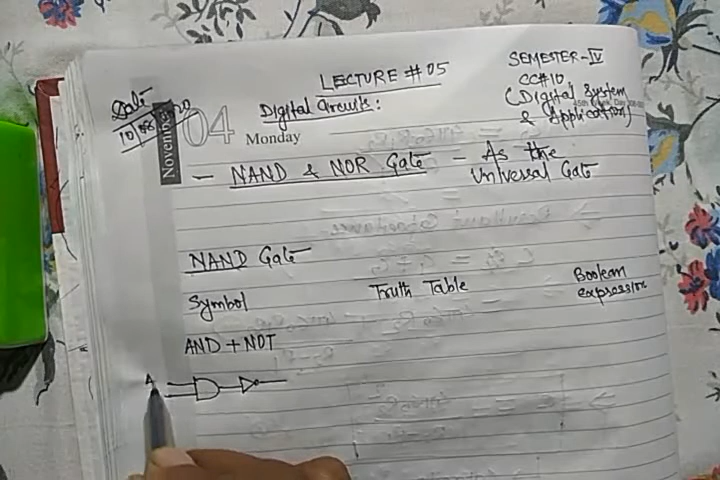 LECTURE # 05
SEMESTER - IV
CC#10
(Digital System
& Application)
Date
Digital Circuits:
November
04
Monday
- NAND & NOR Gate - As the
Universal Gate
NAND Gate
Symbol
Truth Table
Boolean
expression
AND + NOT
A